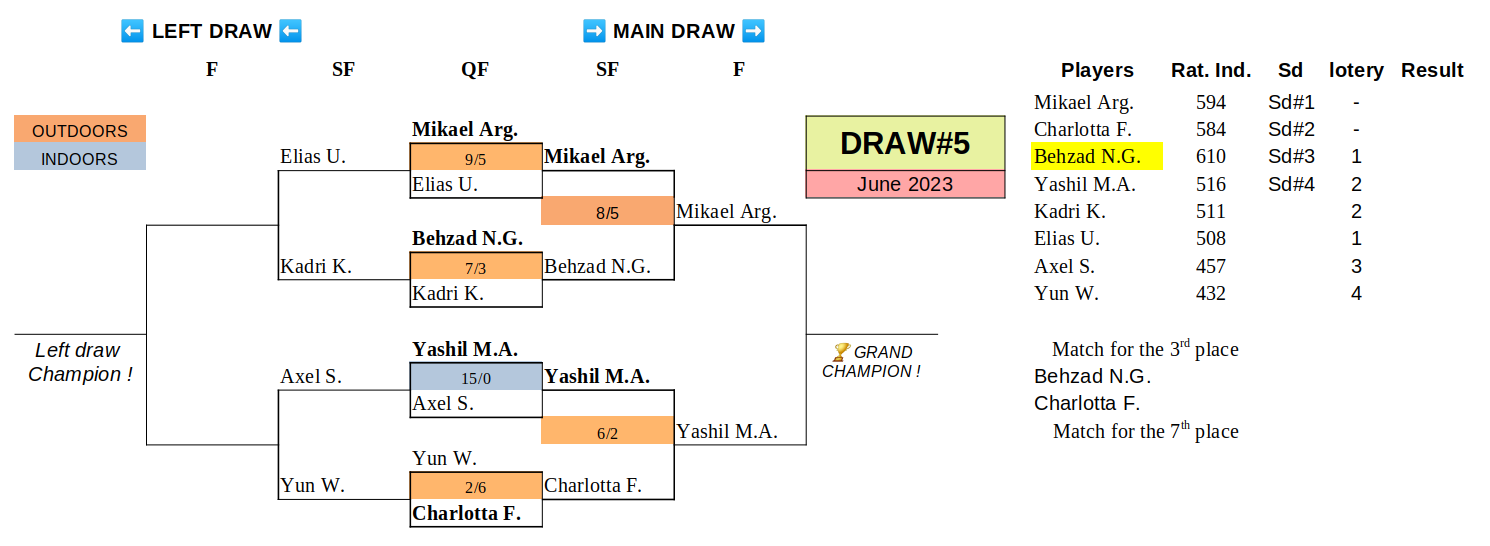 ⬅ LEFT DRAW ⬅
➡ MAIN DRAW ➡
F SF QF SF F
Players Rat. Ind. Sd lotery Result
OUTDOORS
INDOORS
Mikael Arg.
9/5
Elias U.
Elias U.
Behzad N.G.
7/3
Kadri K.
Kadri K.
Mikael Arg.
8/5
Behzad N.G.
Mikael Arg.
Yashil M.A.
15/0
Axel S.
Axel S.
Yun W.
2/6
Charlotta F.
Yun W.
Yashil M.A.
6/2
Charlotta F.
Yashil M.A.
Left draw
Champion !
🏆 GRAND
CHAMPION !
DRAW#5
June 2023
Mikael Arg. 594 Sd#1 -
Charlotta F. 584 Sd#2 -
Behzad N.G. 610 Sd#3 1
Yashil M.A. 516 Sd#4 2
Kadri K. 511 2
Elias U. 508 1
Axel S. 457 3
Yun W. 432 4
Match for the 3rd place
Behzad N.G.
Charlotta F.
Match for the 7th place